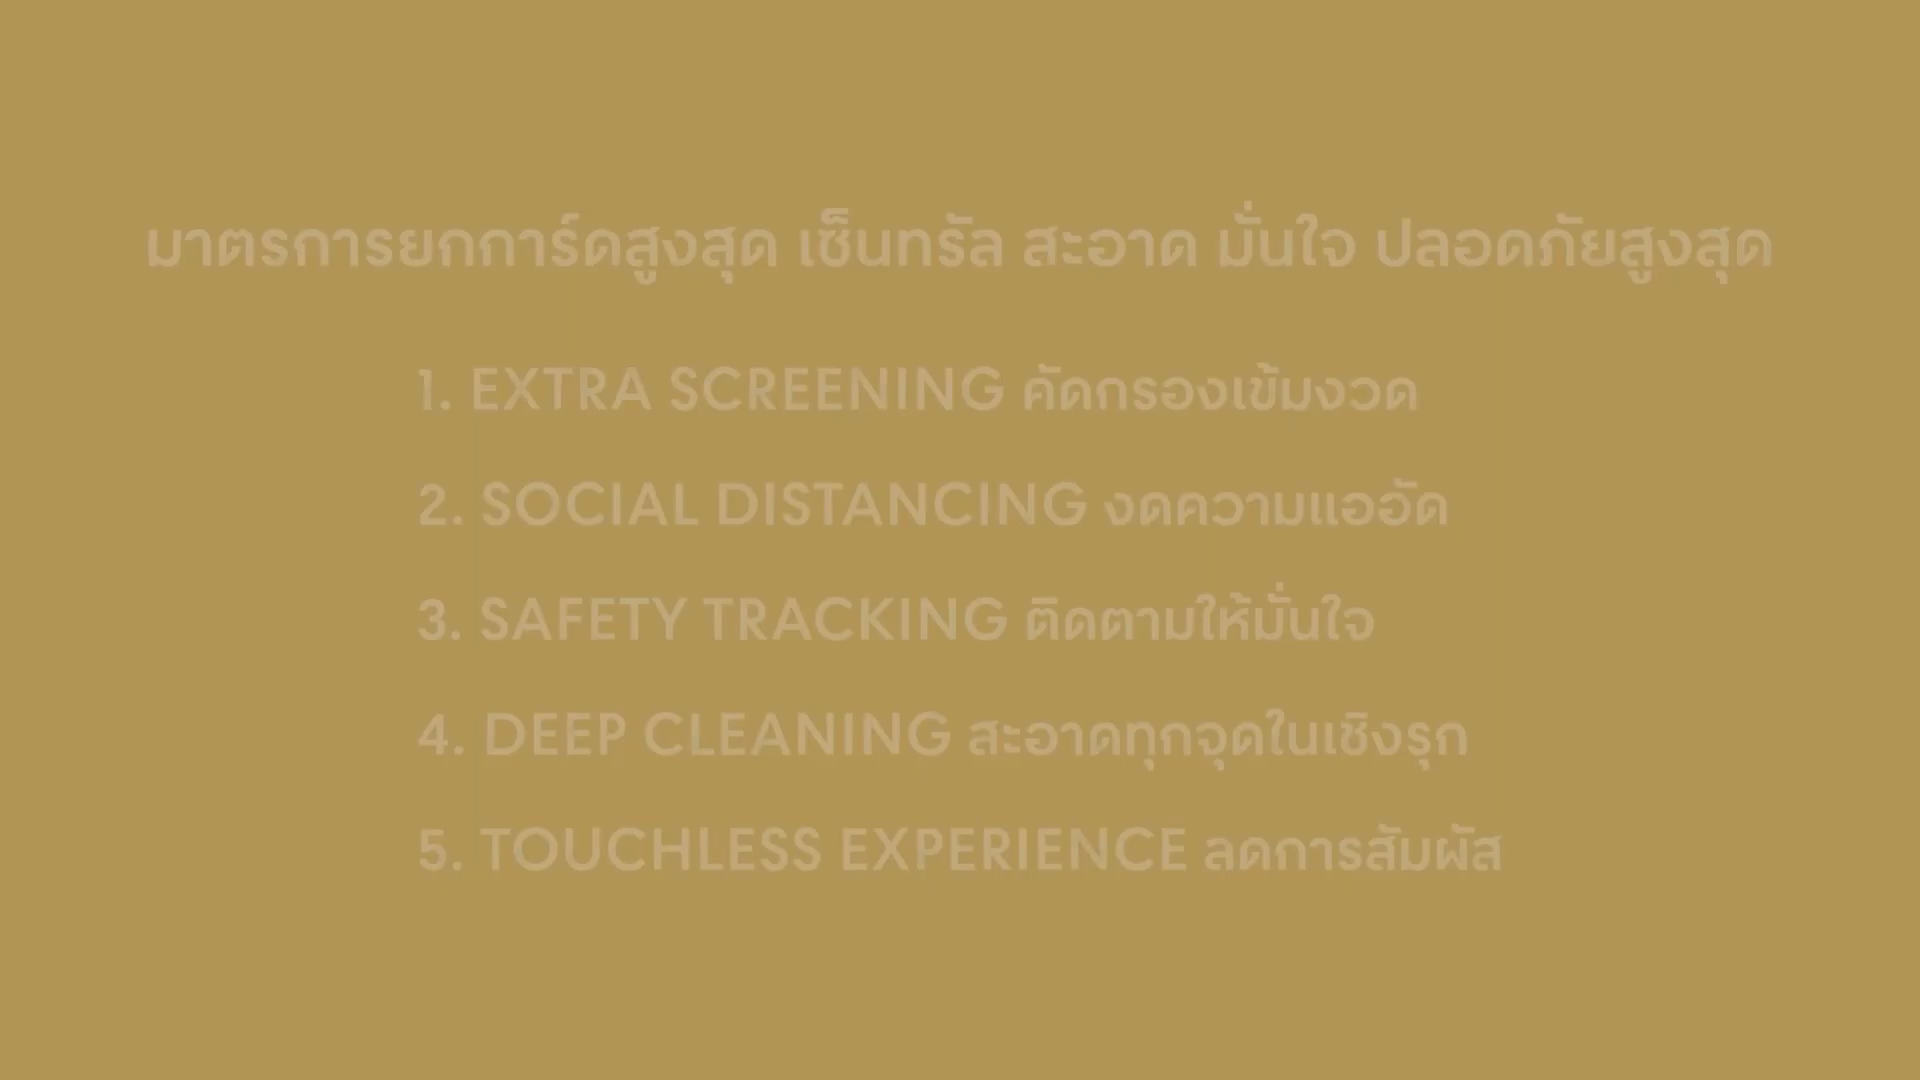 มาตรการยกการ์ดสูงสุด เซ็นทรัล สะอาด มั่นใจ ปลอดภัยสูงสุด
1. EXTRA SCREENING คัดกรองเข้มงวด
2. SOCIAL DISTANCING งดความแออัด
3. SAFETY TRACKING ติดตามให้มั่นใจ
4. DEEP CLEANING สะอาดทุกจุดในเชิงรุก
5. TOUCHLESS EXPERIENCE ลดการสัมผัส